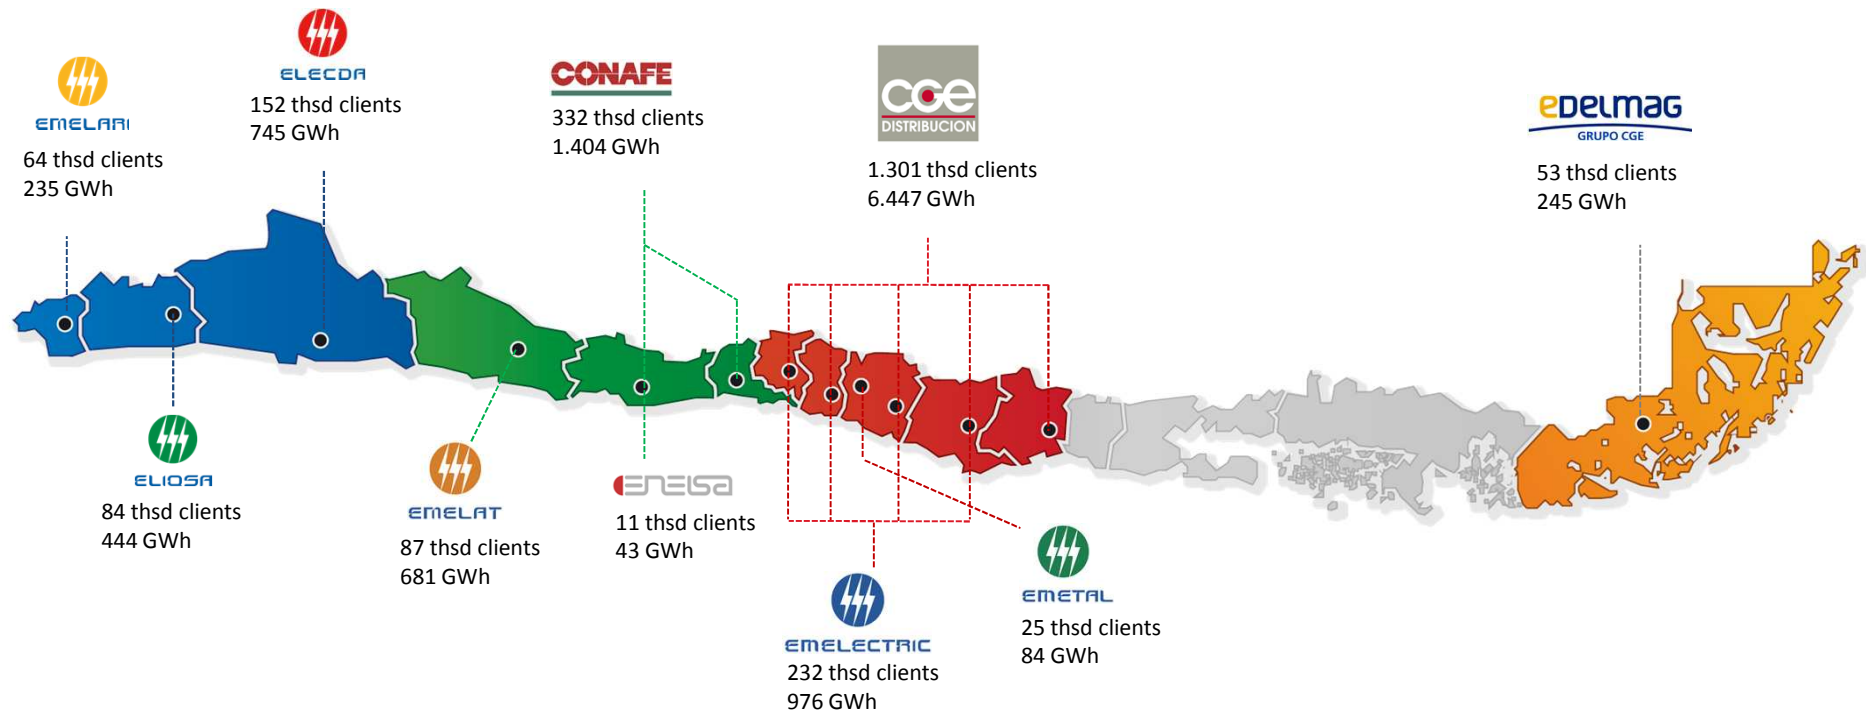 EMELARI
64 thsd clients
235 GWh
ELECDA
152 thsd clients
745 GWh
CONAFE
332 thsd clients
1.404 GWh
cge
DISTRIBUCION
1.301 thsd clients
6.447 GWh
eDELMAG
GRUPO CGE
53 thsd clients
245 GWh
ELIQSA
84 thsd clients
444 GWh
EMELAT
87 thsd clients
681 GWh
ENELSA
11 thsd clients
43 GWh
EMELECTRIC
232 thsd clients
976 GWh
EMETAL
25 thsd clients
84 GWh